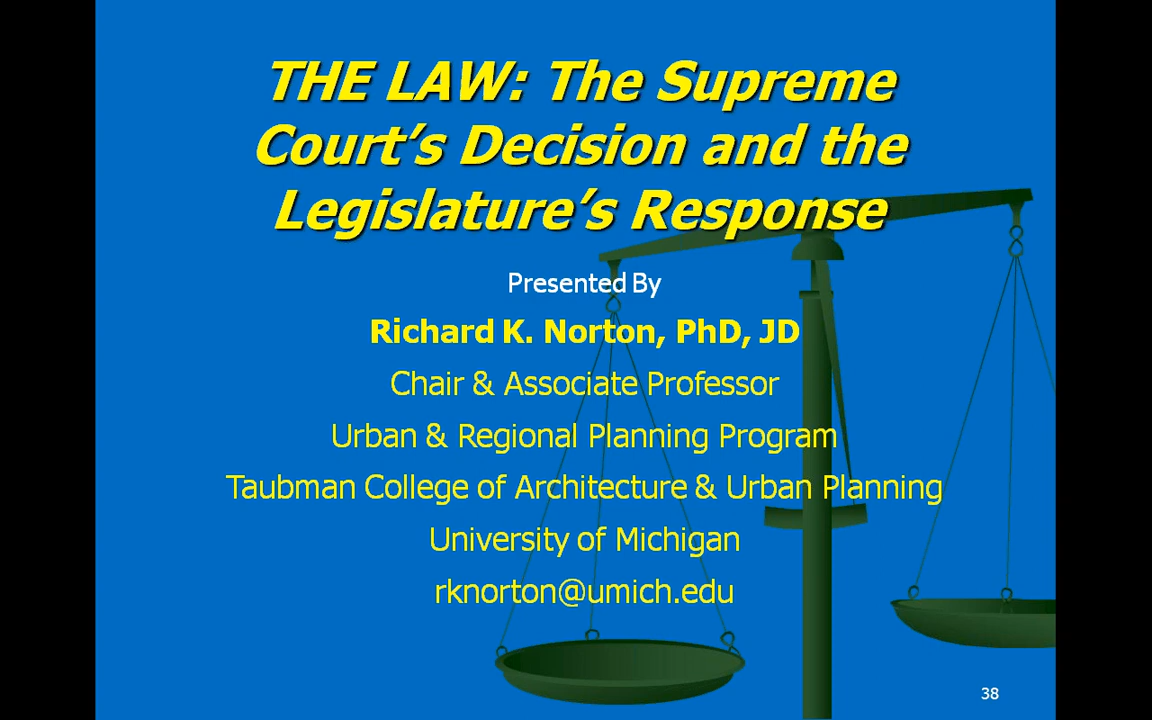 THE LAW: The Supreme
Court’s Decision and the
Legislature’s Response
Presented By
Richard K. Norton, PhD, JD
Chair & Associate Professor
Urban & Regional Planning Program
Taubman College of Architecture & Urban Planning
University of Michigan
rknorton@umich.edu
38